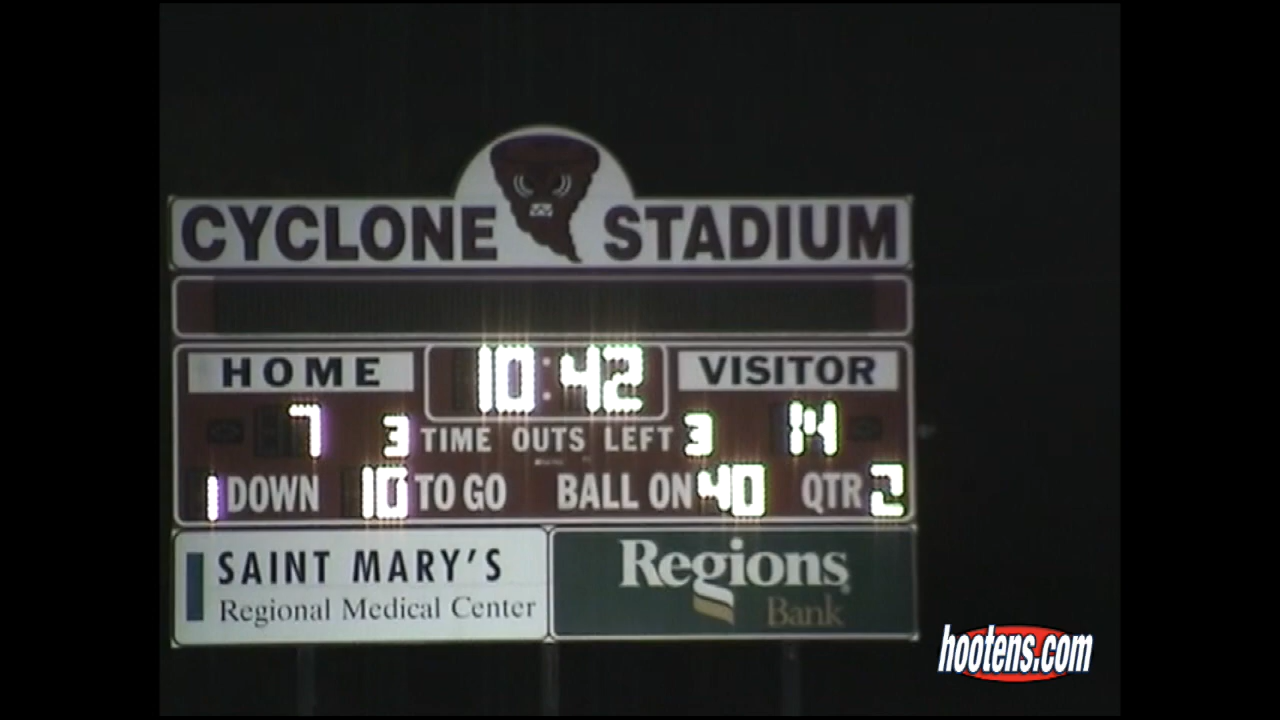 CYCLONE STADIUM
HOME 10:42 VISITOR
7 3 TIME OUTS LEFT 3 14
1 DOWN 10 TO GO BALL ON 40 QTR 2
SAINT MARY'S
Regional Medical Center
Regions
Bank
hootens.com